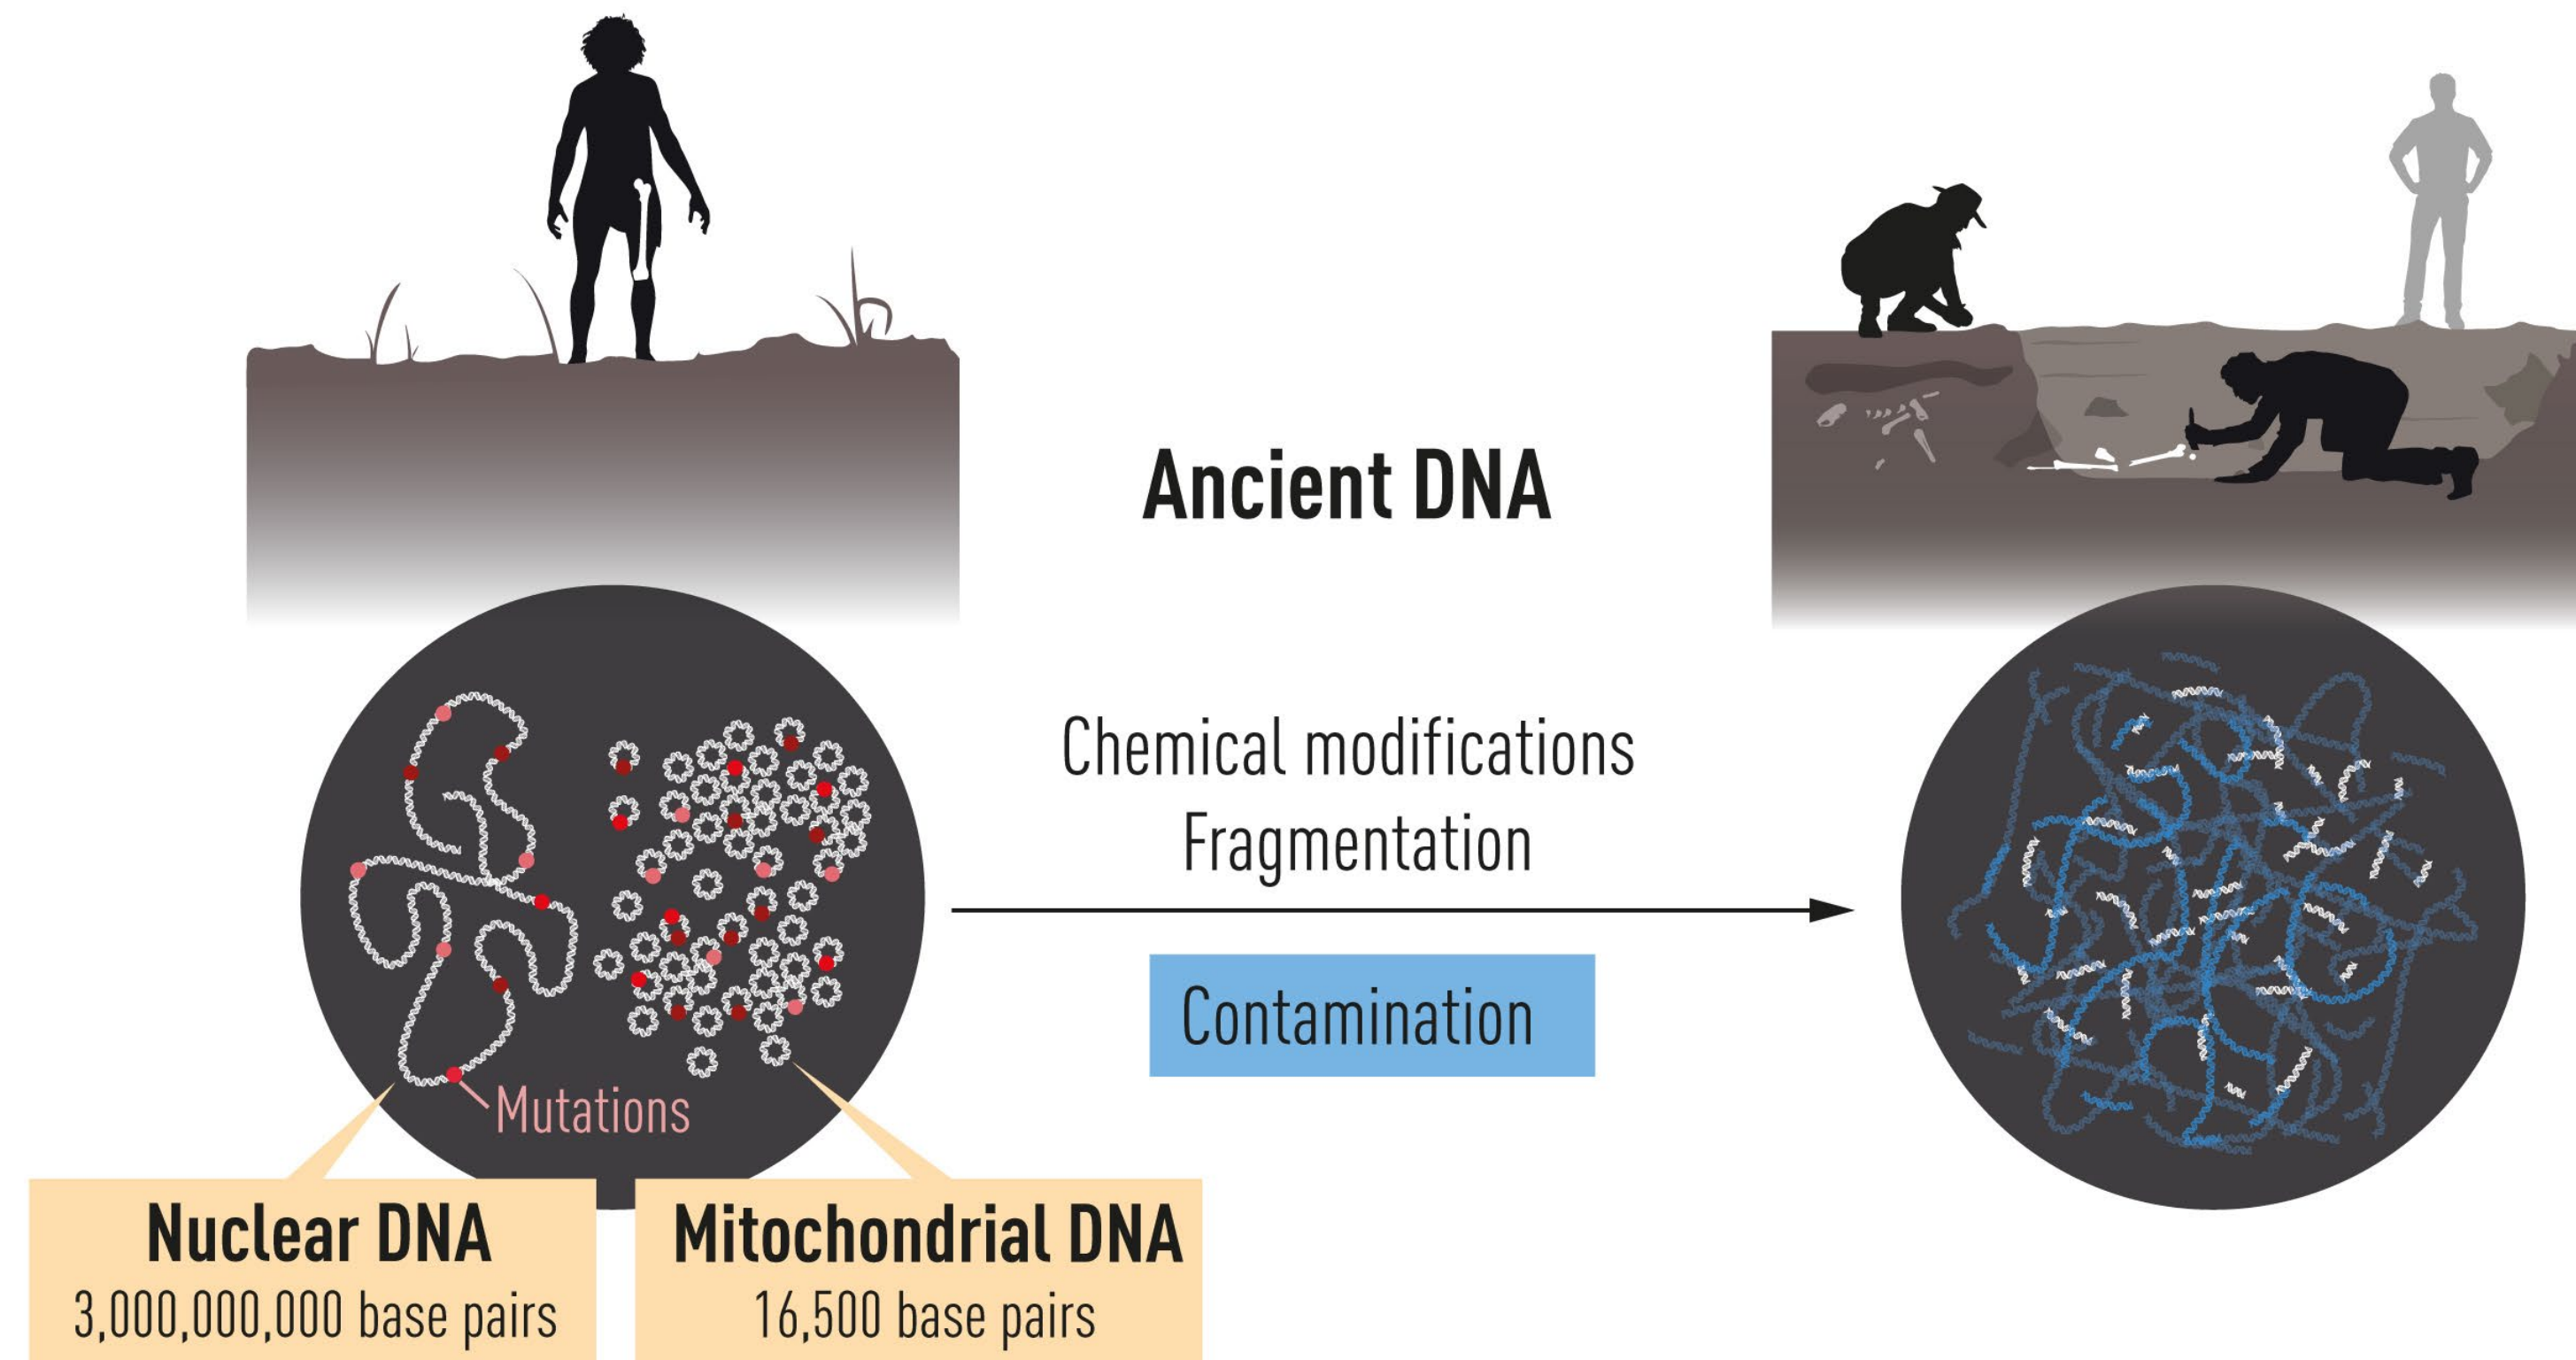 Ancient DNA
Chemical modifications
Fragmentation
Contamination
Mutations
Nuclear DNA
3,000,000,000 base pairs
Mitochondrial DNA
16,500 base pairs